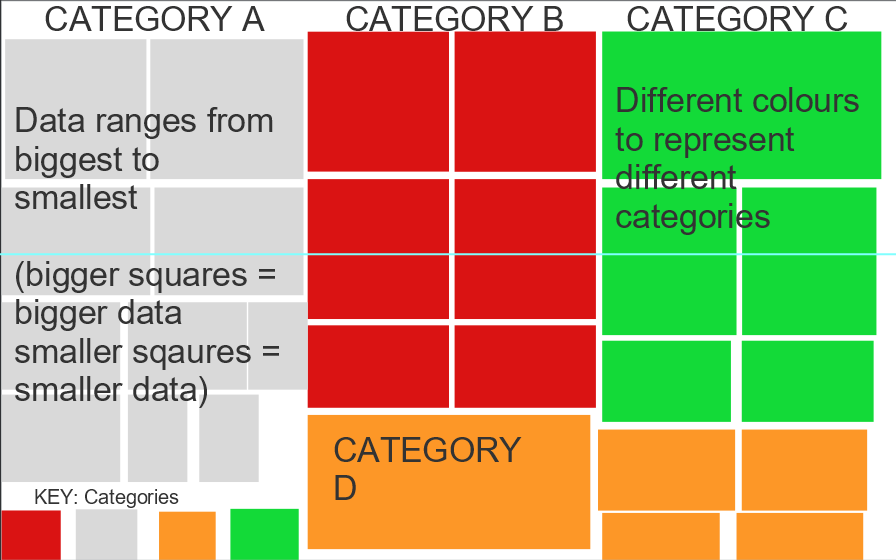 CATEGORY A
CATEGORY B
CATEGORY C
Data ranges from
biggest to
smallest
(bigger squares =
bigger data
smaller sqaures =
smaller data)
Different colours
to represent
different
categories
CATEGORY
D
KEY: Categories